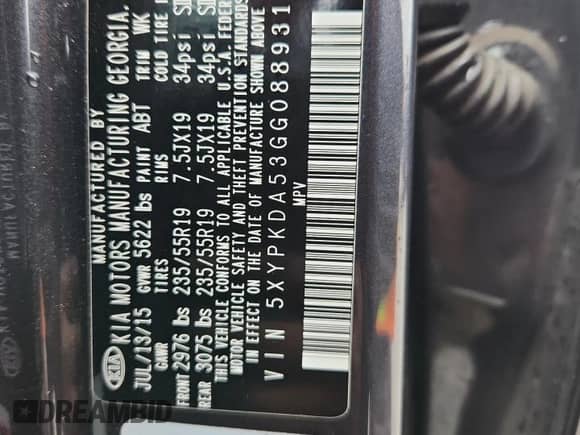 MANUFACTURED BY
KIA KIA MOTORS MANUFACTURING GEORGIA.
JUL/13/15 GVWR 5622 lbs PAINT ABT TRIM WK
GAWR TIRES RIMS COLD TIRE
FRONT 2976 lbs 235/55R19 7.5JX19 34psi
REAR 3075 lbs 235/55R19 7.5JX19 34psi
THIS VEHICLE CONFORMS TO ALL APPLICABLE U.S.A. FEDER
MOTOR VEHICLE SAFETY AND THEFT PREVENTION STANDARDS
IN EFFECT ON THE DATE OF MANUFACTURE SHOWN ABOVE
VIN 5XYPKDA53GG088931
MPV
DREAMBID